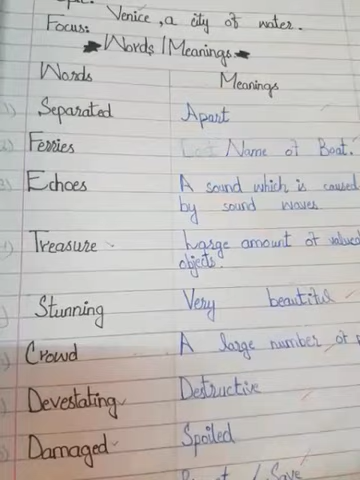 Venice, a city of water.
Focus:
Words/Meanings
Words Meanings
Separated Apart
Ferries Name of Boat.
3) Echoes A sound which is caused
by sound waves
Treasure Large amount of valued
objects.
Stunning Very beautiful
Crowd A large number of
Devestating Destructive
Damaged Spoiled
/ Save